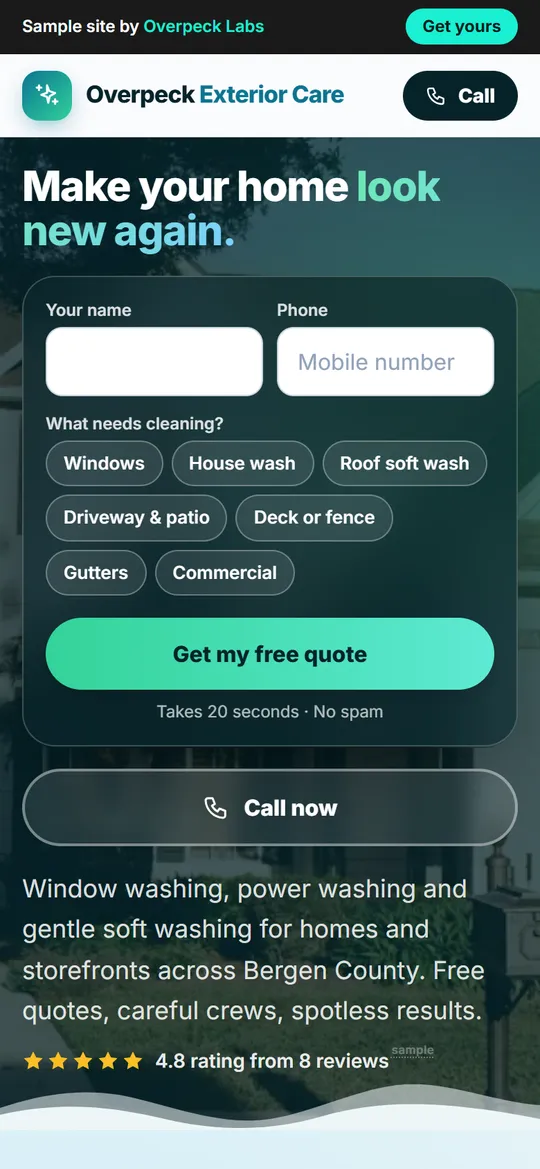 Sample site by Overpeck Labs
Get yours
Overpeck Exterior Care
Call
Make your home look
new again.
Your name
Phone
Mobile number
What needs cleaning?
Windows
House wash
Roof soft wash
Driveway & patio
Deck or fence
Gutters
Commercial
Get my free quote
Takes 20 seconds · No spam
Call now
Window washing, power washing and
gentle soft washing for homes and
storefronts across Bergen County. Free
quotes, careful crews, spotless results.
4.8 rating from 8 reviews sample